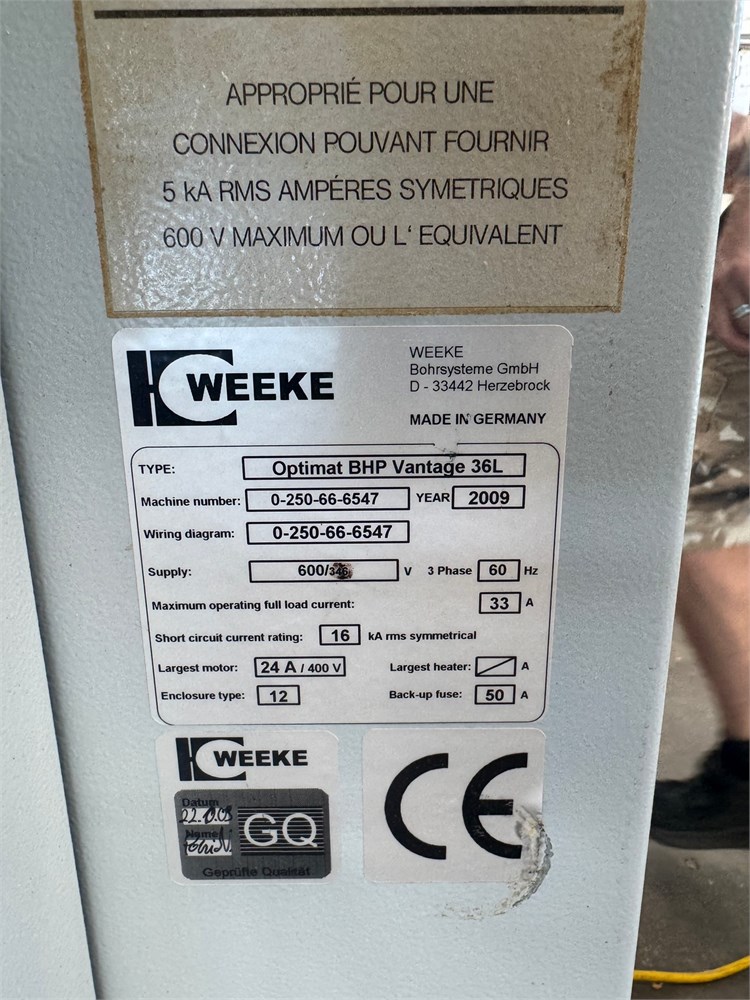 APPROPRIÉ POUR UNE
CONNEXION POUVANT FOURNIR
5 kA RMS AMPÉRES SYMETRIQUES
600 V MAXIMUM OU L' EQUIVALENT
WEEKE
WEEKE
Bohrsysteme GmbH
D - 33442 Herzebrock
MADE IN GERMANY
TYPE: Optimat BHP Vantage 36L
Machine number: 0-250-66-6547 YEAR 2009
Wiring diagram: 0-250-66-6547
Supply: 600/346 V 3 Phase 60 Hz
Maximum operating full load current: 33 A
Short circuit current rating: 16 kA rms symmetrical
Largest motor: 24 A / 400 V Largest heater: A
Enclosure type: 12 Back-up fuse: 50 A
WEEKE
Datum
Name
GQ
Geprüfte Qualität
CE